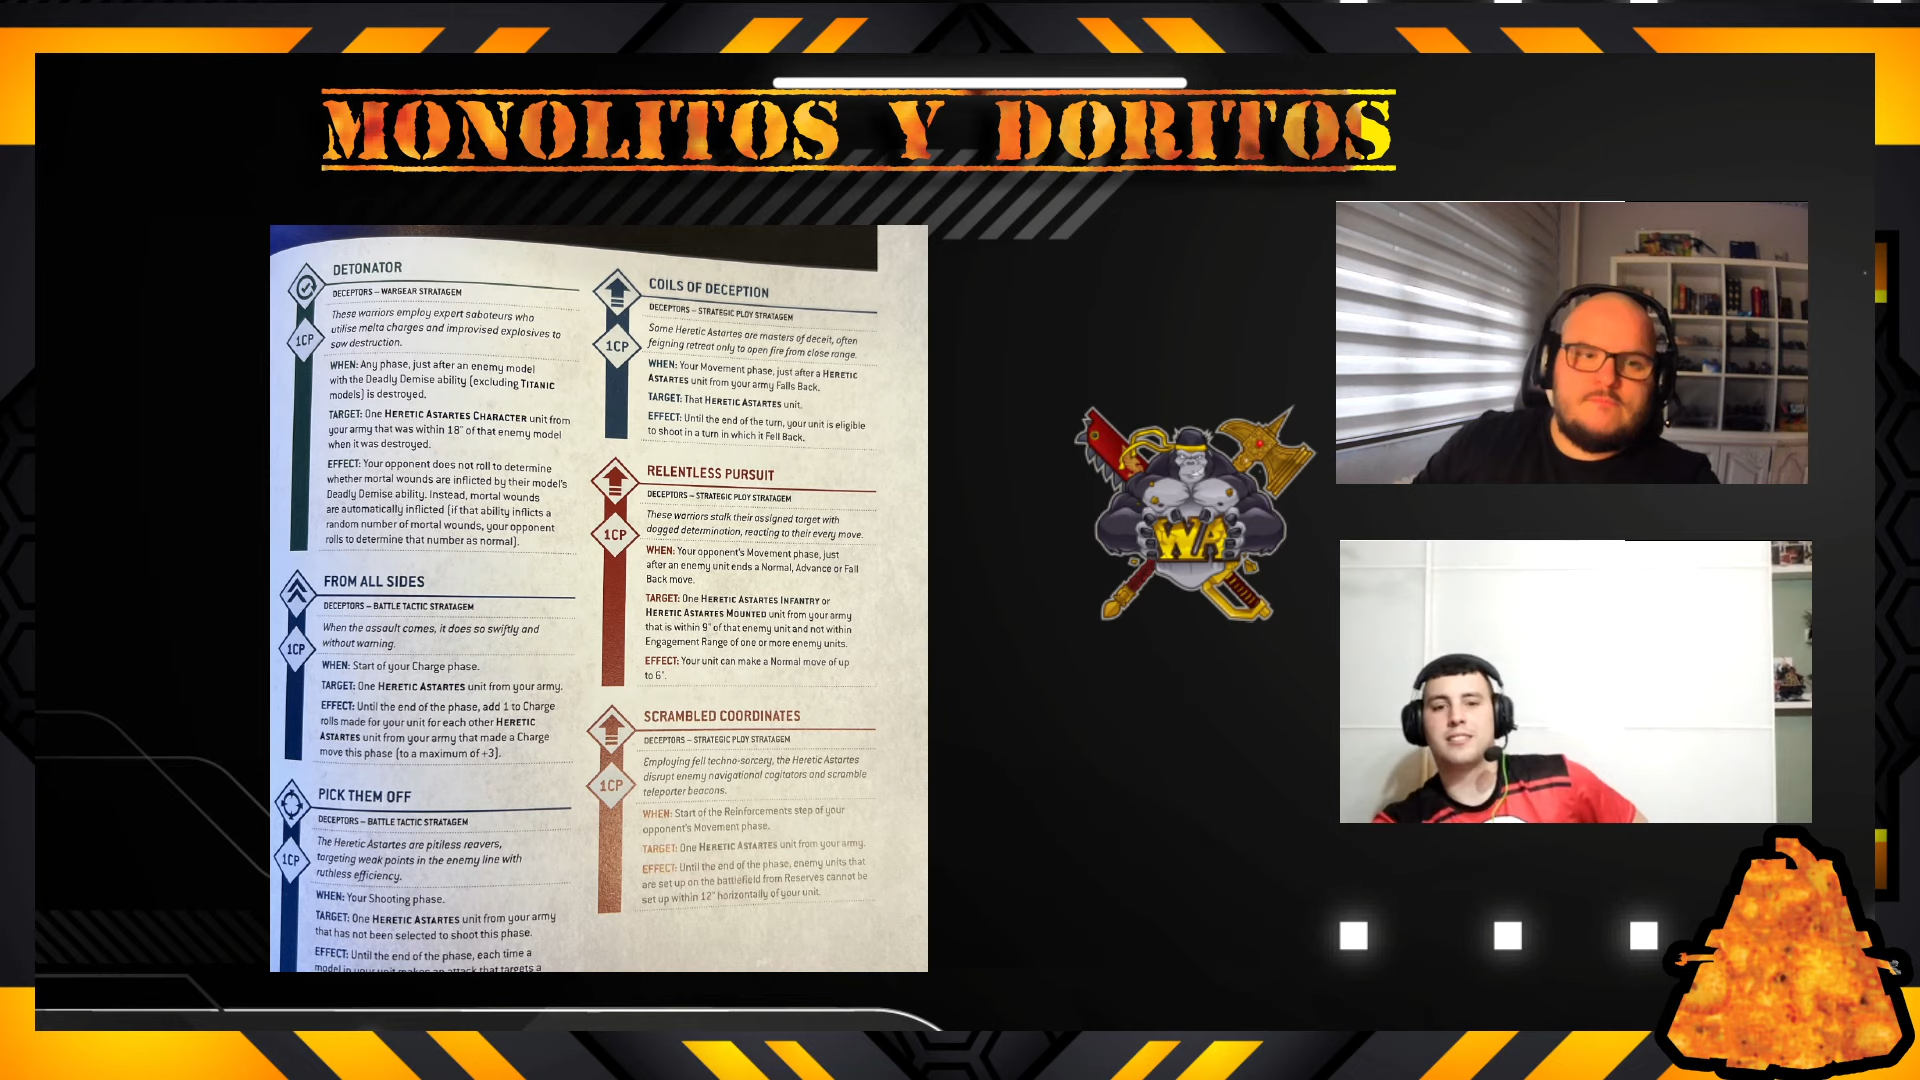 MONOLITOS Y DORITOS
DETONATOR
DECEPTORS – WARGEAR STRATAGEM
1CP
These warriors employ expert saboteurs who
utilise melta charges and improvised explosives to
sow destruction.
WHEN: Any phase, just after an enemy model
with the Deadly Demise ability (excluding TITANIC
models) is destroyed.
TARGET: One HERETIC ASTARTES CHARACTER unit from
your army that was within 18" of that enemy model
when it was destroyed.
EFFECT: Your opponent does not roll to determine
whether mortal wounds are inflicted by their model's
Deadly Demise ability. Instead, mortal wounds
are automatically inflicted (if that ability inflicts a
random number of mortal wounds, your opponent
rolls to determine that number as normal).
FROM ALL SIDES
DECEPTORS – BATTLE TACTIC STRATAGEM
1CP
When the assault comes, it does so swiftly and
without warning.
WHEN: Start of your Charge phase.
TARGET: One HERETIC ASTARTES unit from your army.
EFFECT: Until the end of the phase, add 1 to Charge
rolls made for your unit for each other HERETIC
ASTARTES unit from your army that made a Charge
move this phase (to a maximum of +3).
PICK THEM OFF
DECEPTORS – BATTLE TACTIC STRATAGEM
1CP
The Heretic Astartes are pitiless reavers,
targeting weak points in the enemy line with
ruthless efficiency.
WHEN: Your Shooting phase.
TARGET: One HERETIC ASTARTES unit from your army
that has not been selected to shoot this phase.
EFFECT: Until the end of the phase, each time a
model in your unit makes an attack that targets a
COILS OF DECEPTION
DECEPTORS – STRATEGIC PLOY STRATAGEM
1CP
Some Heretic Astartes are masters of deceit, often
feigning retreat only to open fire from close range.
WHEN: Your Movement phase, just after a HERETIC
ASTARTES unit from your army Falls Back.
TARGET: That HERETIC ASTARTES unit.
EFFECT: Until the end of the turn, your unit is eligible
to shoot in a turn in which it Fell Back.
RELENTLESS PURSUIT
DECEPTORS – STRATEGIC PLOY STRATAGEM
1CP
These warriors stalk their assigned target with
dogged determination, reacting to their every move.
WHEN: Your opponent's Movement phase, just
after an enemy unit ends a Normal, Advance or Fall
Back move.
TARGET: One HERETIC ASTARTES INFANTRY or
HERETIC ASTARTES MOUNTED unit from your army
that is within 9" of that enemy unit and not within
Engagement Range of one or more enemy units.
EFFECT: Your unit can make a Normal move of up
to 6".
SCRAMBLED COORDINATES
DECEPTORS – STRATEGIC PLOY STRATAGEM
1CP
Employing fell techno-sorcery, the Heretic Astartes
disrupt enemy navigational cogitators and scramble
teleporter beacons.
WHEN: Start of the Reinforcements step of your
opponent's Movement phase.
TARGET: One HERETIC ASTARTES unit from your army.
EFFECT: Until the end of the phase, enemy units that
are set up on the battlefield from Reserves cannot be
set up within 12" horizontally of your unit.
WA